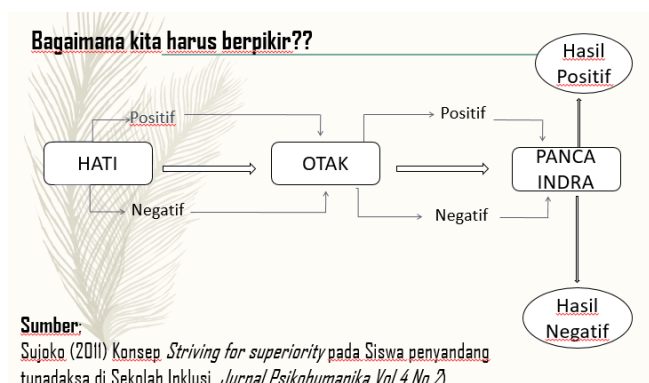 Bagaimana kita harus berpikir??
Hasil
Positif
Positif
Positif
HATI
OTAK
PANCA
INDRA
Negatif
Negatif
Hasil
Negatif
Sumber:
Sujoko (2011) Konsep Striving for superiority pada Siswa penyandang
tunadaksa di Sekolah Inklusi. Jurnal Psikohumanika Vol 4 No 2)